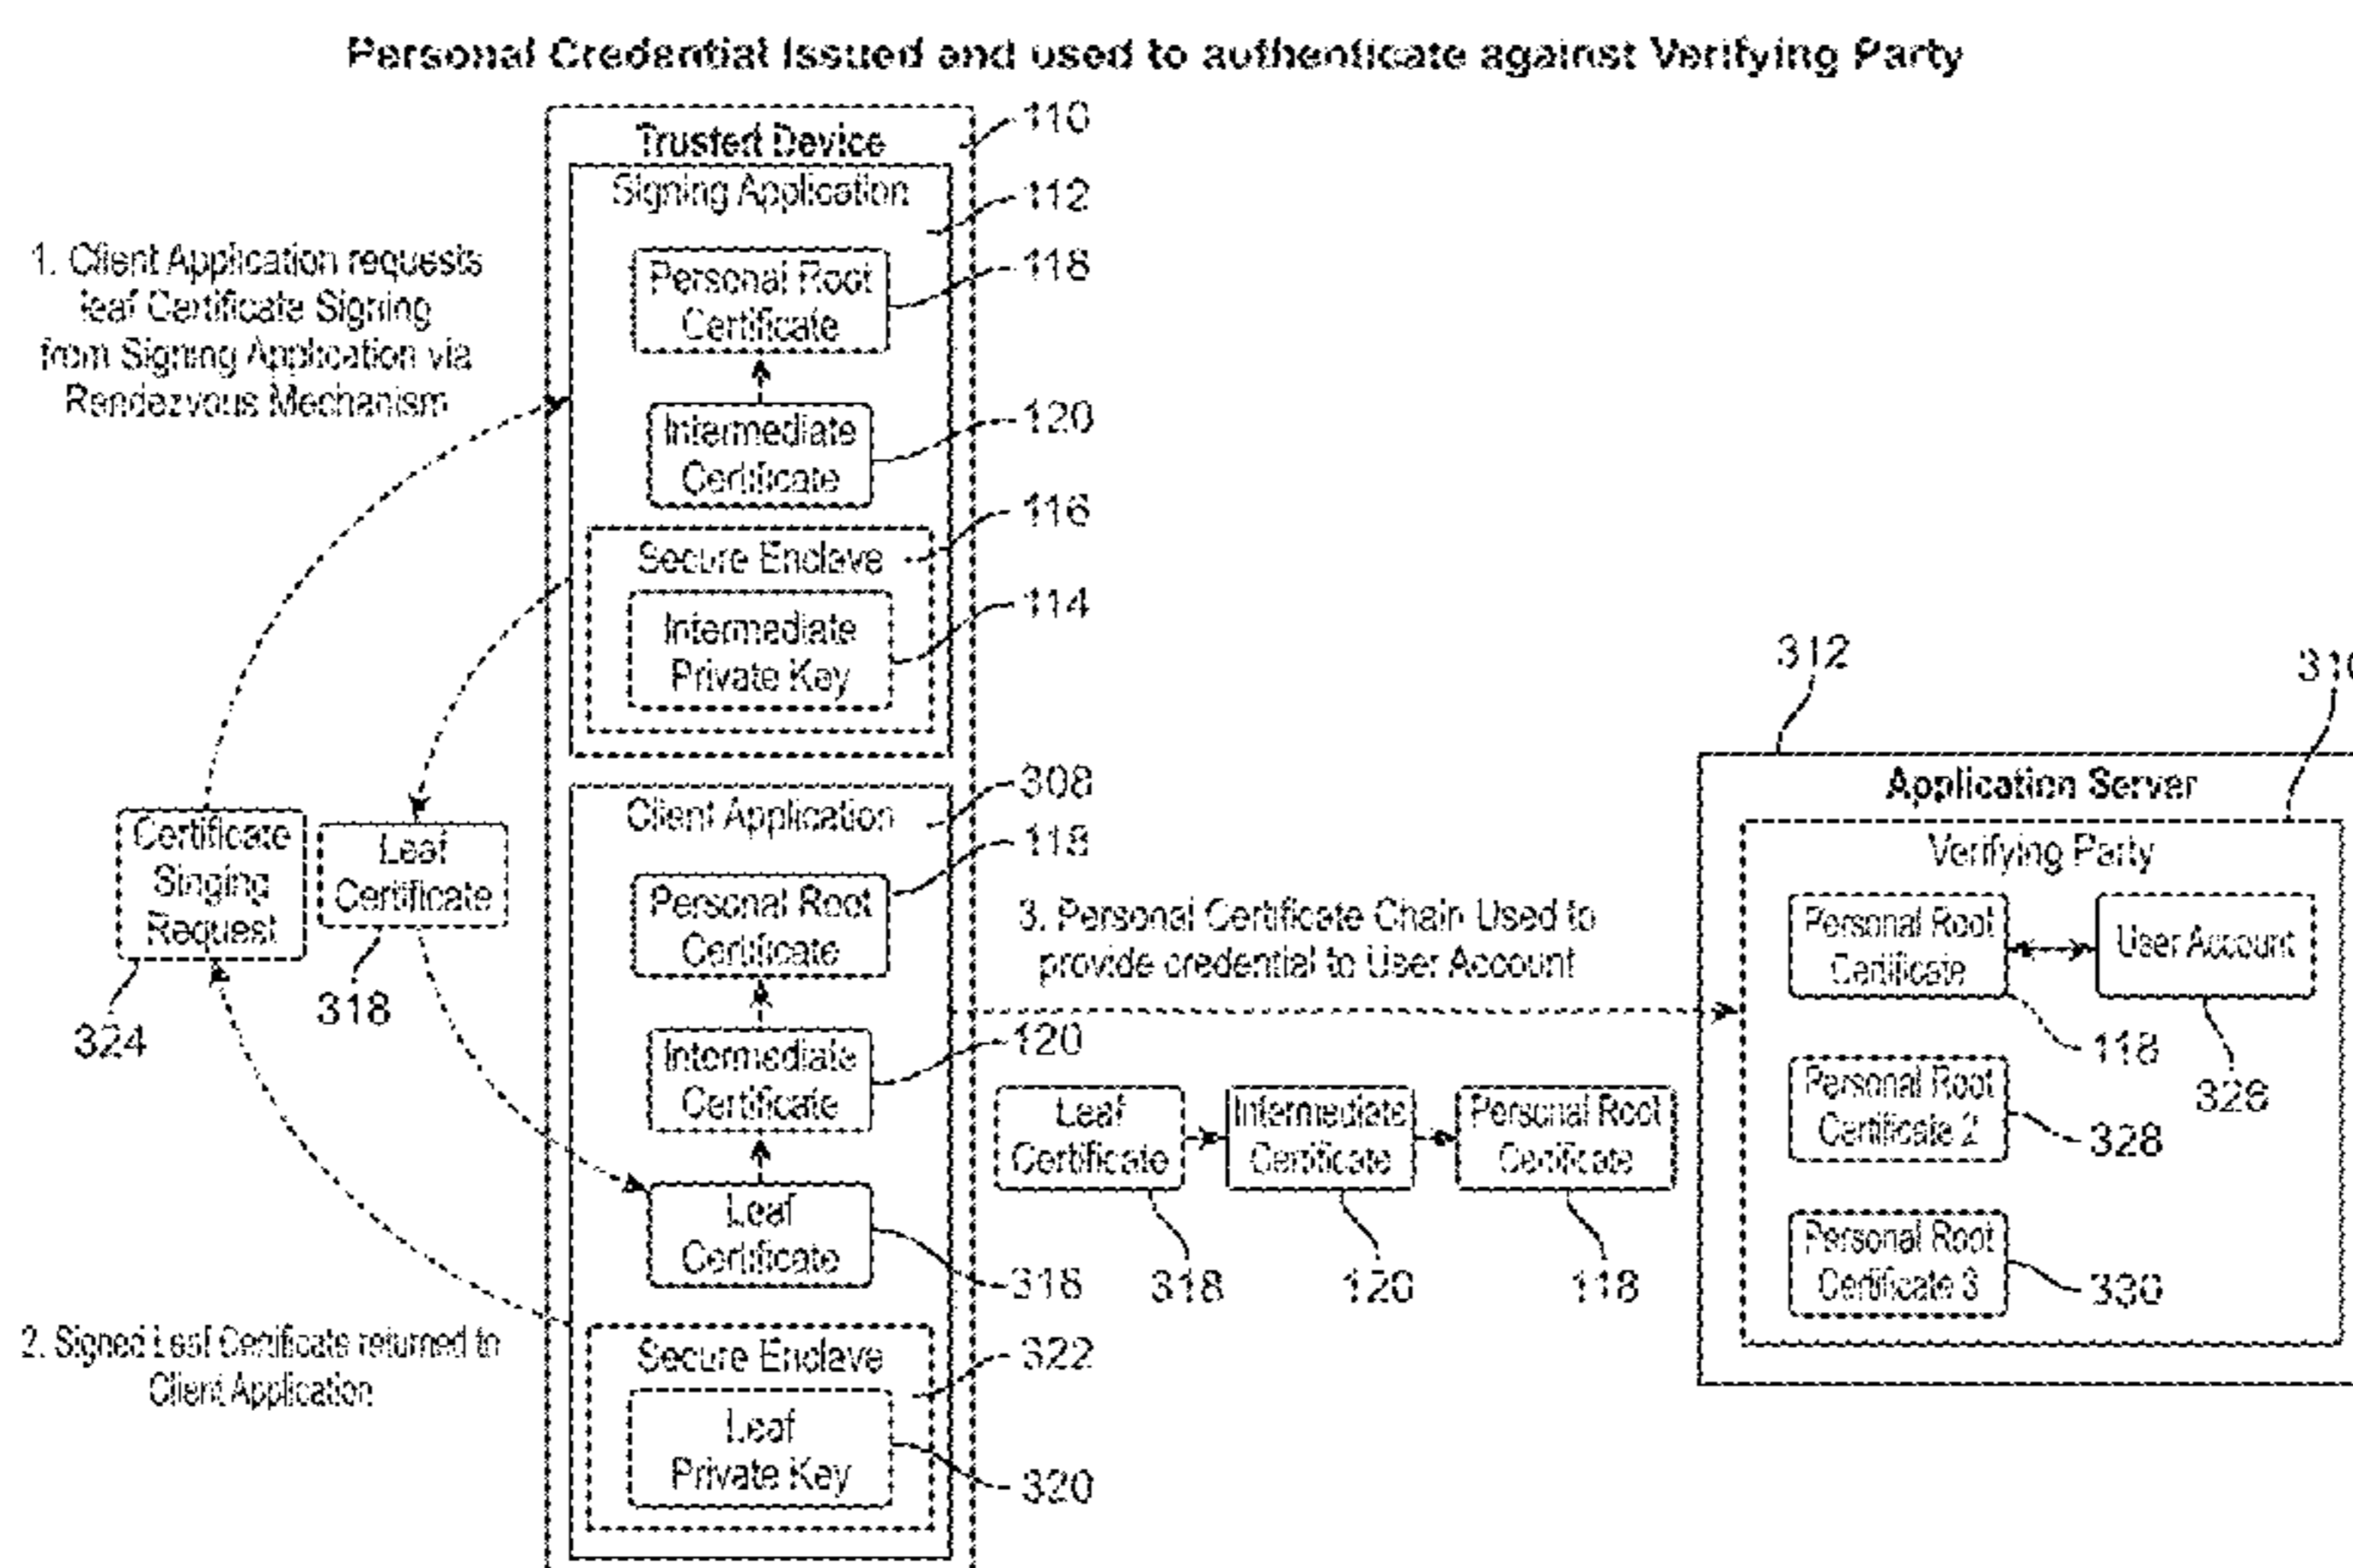 Personal Credential Issued and used to authenticate against Verifying Party
110
Trusted Device
Signing Application
112
1. Client Application requests
leaf Certificate Signing
from Signing Application via
Rendezvous Mechanism
Personal Root
Certificate
118
Intermediate
Certificate
120
116
Secure Enclave
114
Intermediate
Private Key
308
Client Application
118
Personal Root
Certificate
Certificate
Singing
Request
324
Leaf
Certificate
318
120
Intermediate
Certificate
Leaf
Certificate
318
2. Signed Leaf Certificate returned to
Client Application
Secure Enclave
322
Leaf
Private Key
320
3. Personal Certificate Chain Used to
provide credential to User Account
Leaf
Certificate
318
Intermediate
Certificate
120
Personal Root
Certificate
118
312
Application Server
Verifying Party
Personal Root
Certificate
118
User Account
326
Personal Root
Certificate 2
328
Personal Root
Certificate 3
330